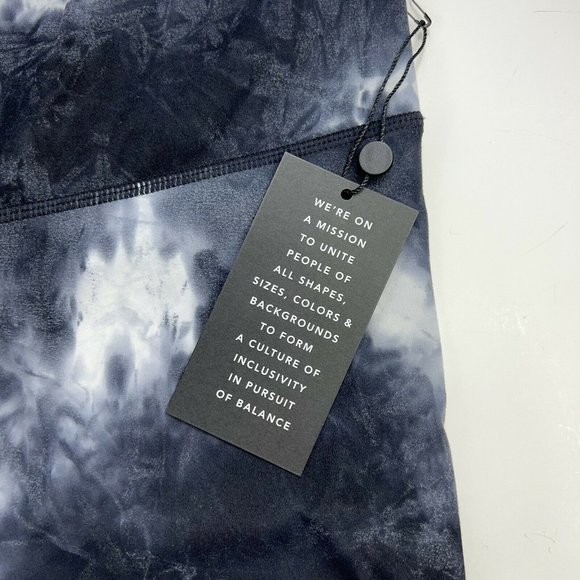 WE'RE ON
A MISSION
TO UNITE
PEOPLE OF
ALL SHAPES,
SIZES, COLORS &
BACKGROUNDS
TO FORM
A CULTURE OF
INCLUSIVITY
IN PURSUIT
OF BALANCE